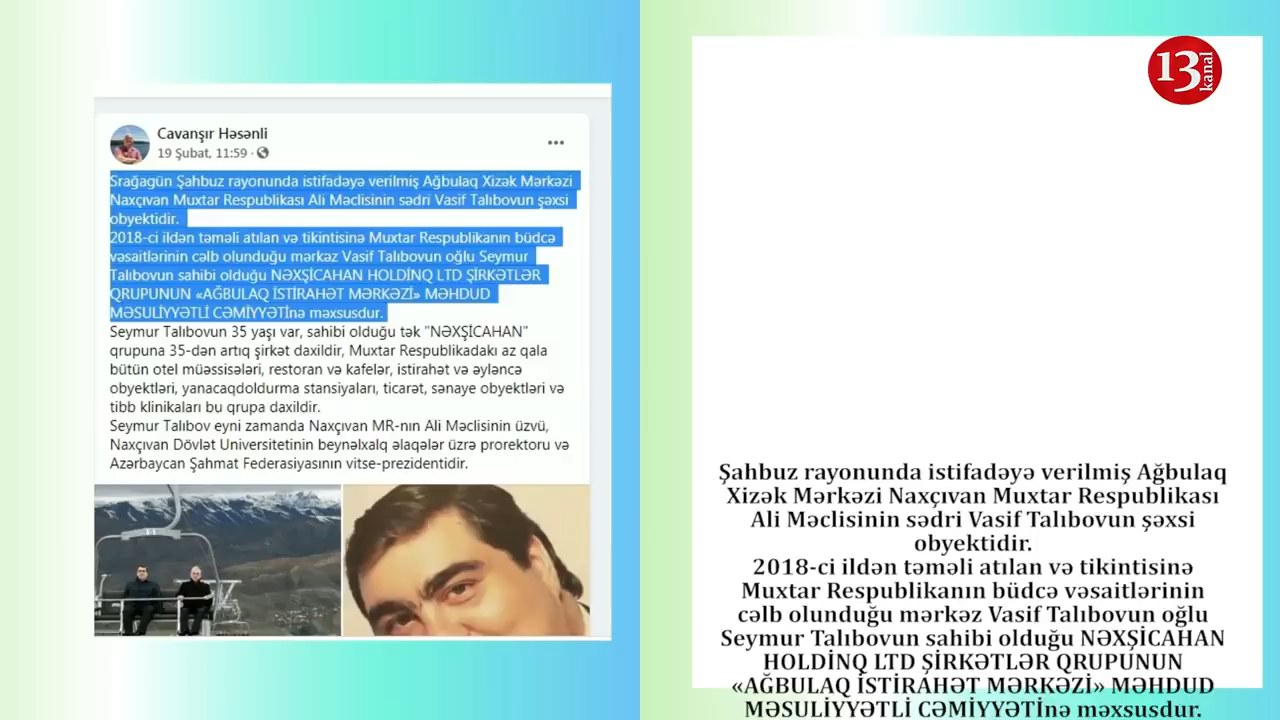 Cavanşır Həsənli
19 Şubat, 11:59
Srağagün Şahbuz rayonunda istifadəyə verilmiş Ağbulaq Xizək Mərkəzi
Naxçıvan Muxtar Respublikası Ali Məclisinin sədri Vasif Talıbovun şəxsi
obyektidir.
2018-ci ildən təməli atılan və tikintisinə Muxtar Respublikanın büdcə
vəsaitlərinin cəlb olunduğu mərkəz Vasif Talıbovun oğlu Seymur
Talıbovun sahibi olduğu NƏXŞİCAHAN HOLDİNQ LTD ŞİRKƏTLƏR
QRUPUNUN «AĞBULAQ İSTİRAHƏT MƏRKƏZİ» MƏHDUD
MƏSULİYYƏTLİ CƏMİYYƏTİnə məxsusdur.
Seymur Talıbovun 35 yaşı var, sahibi olduğu tək "NƏXŞİCAHAN"
qrupuna 35-dən artıq şirkət daxildir, Muxtar Respublikadakı az qala
bütün otel müəssisələri, restoran və kafelər, istirahət və əyləncə
obyektləri, yanacaqdoldurma stansiyaları, ticarət, sənaye obyektləri və
tibb klinikaları bu qrupa daxildir.
Seymur Talıbov eyni zamanda Naxçıvan MR-nın Ali Məclisinin üzvü,
Naxçıvan Dövlət Universitetinin beynəlxalq əlaqələr üzrə prorektoru və
Azərbaycan Şahmat Federasiyasının vitse-prezidentidir.
13 kanal
Şahbuz rayonunda istifadəyə verilmiş Ağbulaq
Xizək Mərkəzi Naxçıvan Muxtar Respublikası
Ali Məclisinin sədri Vasif Talıbovun şəxsi
obyektidir.
2018-ci ildən təməli atılan və tikintisinə
Muxtar Respublikanın büdcə vəsaitlərinin
cəlb olunduğu mərkəz Vasif Talıbovun oğlu
Seymur Talıbovun sahibi olduğu NƏXŞİCAHAN
HOLDİNQ LTD ŞİRKƏTLƏR QRUPUNUN
«AĞBULAQ İSTİRAHƏT MƏRKƏZİ» MƏHDUD
MƏSULİYYƏTLİ CƏMİYYƏTİnə məxsusdur.